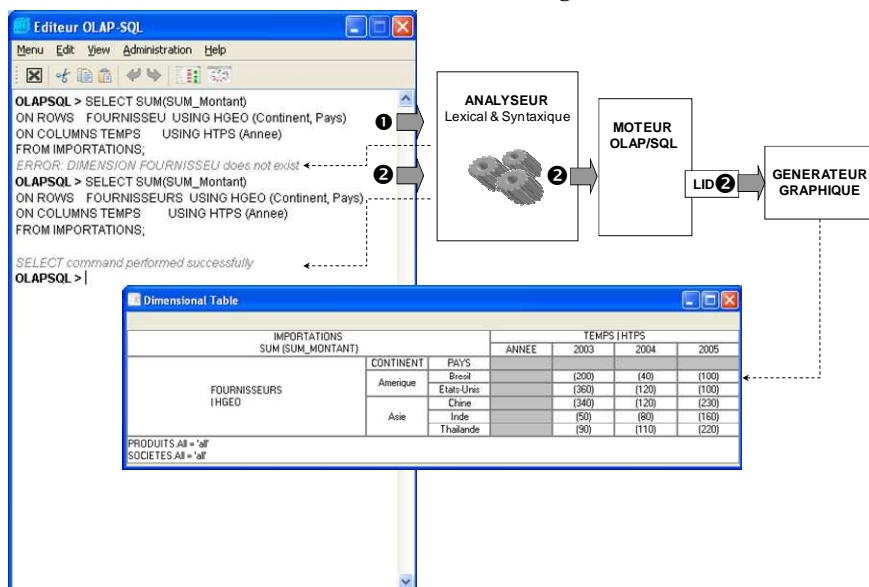 Editeur OLAP-SQL
Menu Edit View Administration Help
OLAPSQL > SELECT SUM(SUM_Montant)
ON ROWS FOURNISSEU USING HGEO (Continent, Pays)
ON COLUMNS TEMPS USING HTPS (Annee)
FROM IMPORTATIONS;
ERROR: DIMENSION FOURNISSEU does not exist
OLAPSQL > SELECT SUM(SUM_Montant)
ON ROWS FOURNISSEURS USING HGEO (Continent, Pays)
ON COLUMNS TEMPS USING HTPS (Annee)
FROM IMPORTATIONS;
SELECT command performed successfully
OLAPSQL >
❶
❷
ANALYSEUR
Lexical & Syntaxique
❷
MOTEUR
OLAP/SQL
LID ❷
GENERATEUR
GRAPHIQUE
Dimensional Table
IMPORTATIONS
SUM (SUM_MONTANT)
TEMPS | HTPS
ANNEE 2003 2004 2005
CONTINENT PAYS
FOURNISSEURS
| HGEO
Amerique
Bresil (200) (40) (100)
Etats-Unis (360) (120) (100)
Asie
Chine (340) (120) (230)
Inde (50) (80) (160)
Thailande (90) (110) (220)
PRODUITS.All = 'all'
SOCIETES.All = 'all'